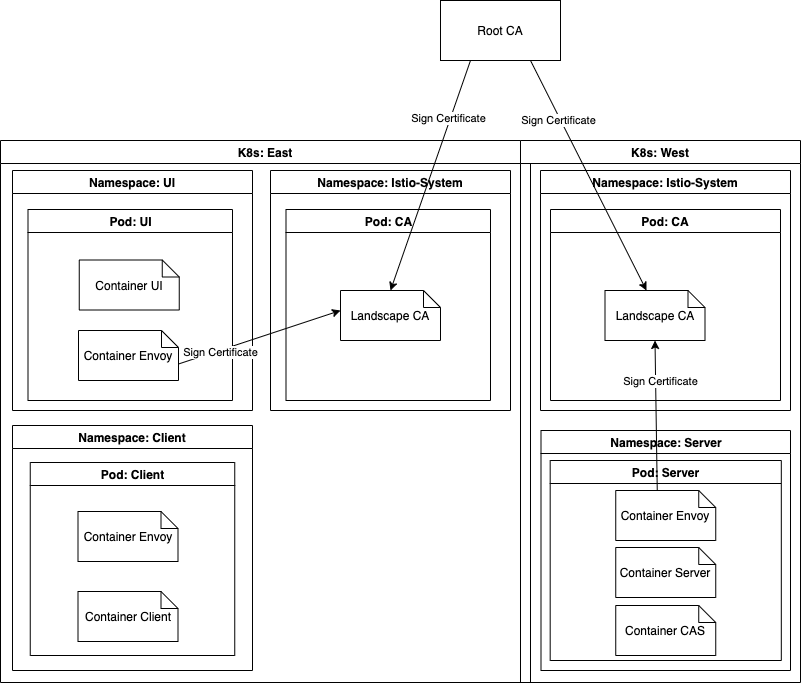 Root CA
Sign Certificate
Sign Certificate
K8s: East
K8s: West
Namespace: UI
Namespace: Istio-System
Namespace: Istio-System
Pod: UI
Pod: CA
Pod: CA
Container UI
Landscape CA
Landscape CA
Container Envoy
Sign Certificate
Sign Certificate
Namespace: Client
Namespace: Server
Pod: Client
Pod: Server
Container Envoy
Container Envoy
Container Server
Container Client
Container CAS